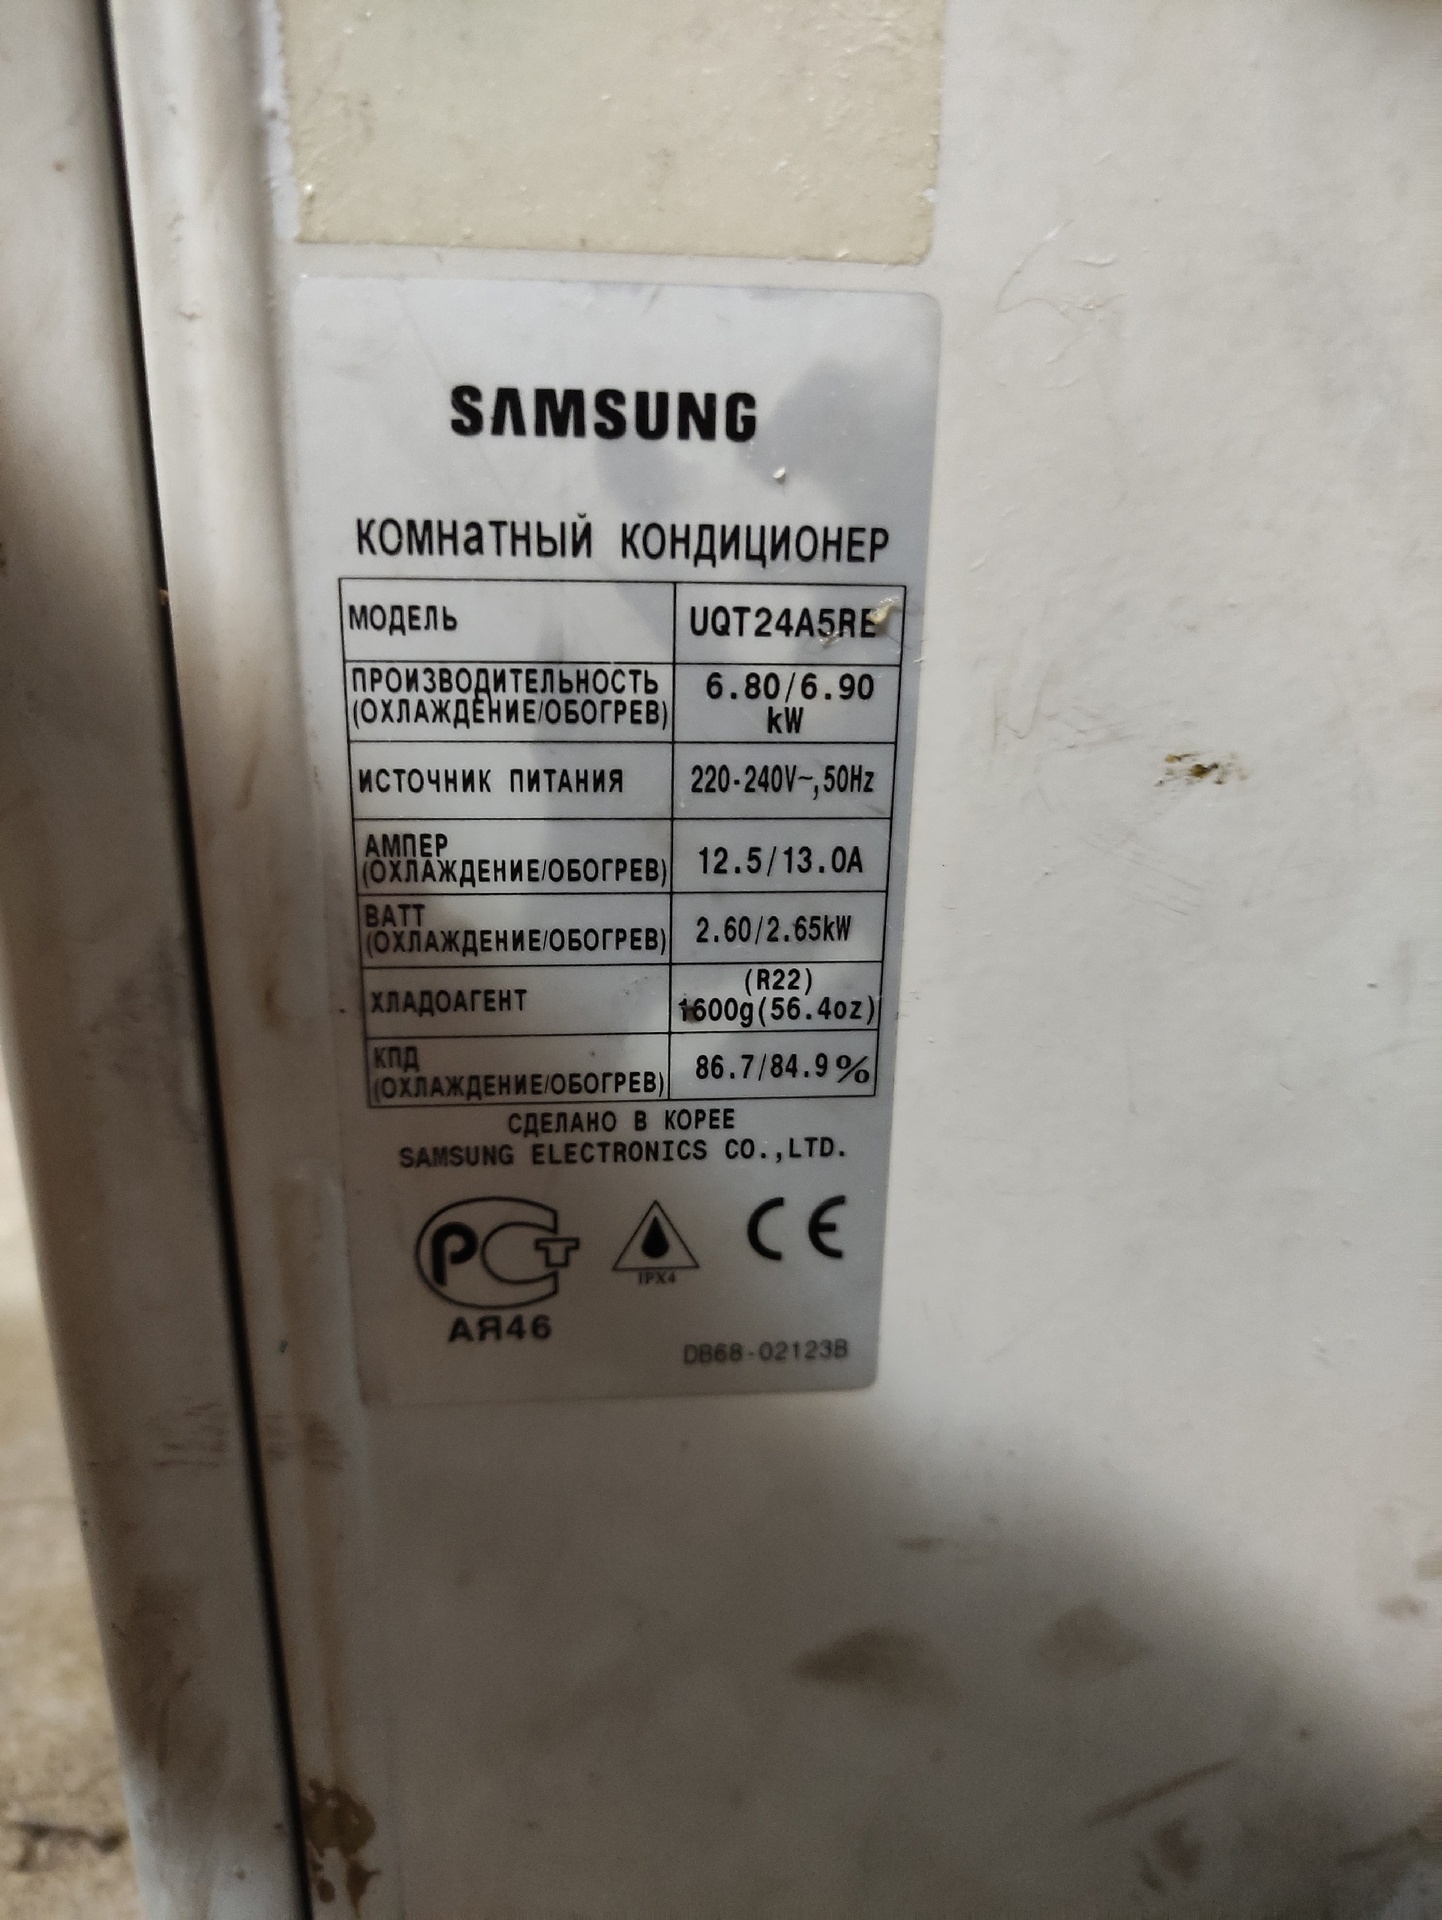 SAMSUNG
КОМНаТНЫЙ КОНДИЦИОНЕР
МОДЕЛЬ UQT24A5RE
ПРОИЗВОДИТЕЛЬНОСТЬ
(ОХЛАЖДЕНИЕ/ОБОГРЕВ) 6.80/6.90
kW
ИСТОЧНИК ПИТАНИЯ 220-240V~,50Hz
АМПЕР
(ОХЛАЖДЕНИЕ/ОБОГРЕВ) 12.5/13.0A
ВАТТ
(ОХЛАЖДЕНИЕ/ОБОГРЕВ) 2.60/2.65kW
ХЛАДОАГЕНТ (R22)
1600g(56.4oz)
КПД
(ОХЛАЖДЕНИЕ/ОБОГРЕВ) 86.7/84.9%
СДЕЛАНО В КОРЕЕ
SAMSUNG ELECTRONICS CO.,LTD.
РСТ IPX4 CE
АЯ46
DB68-02123B